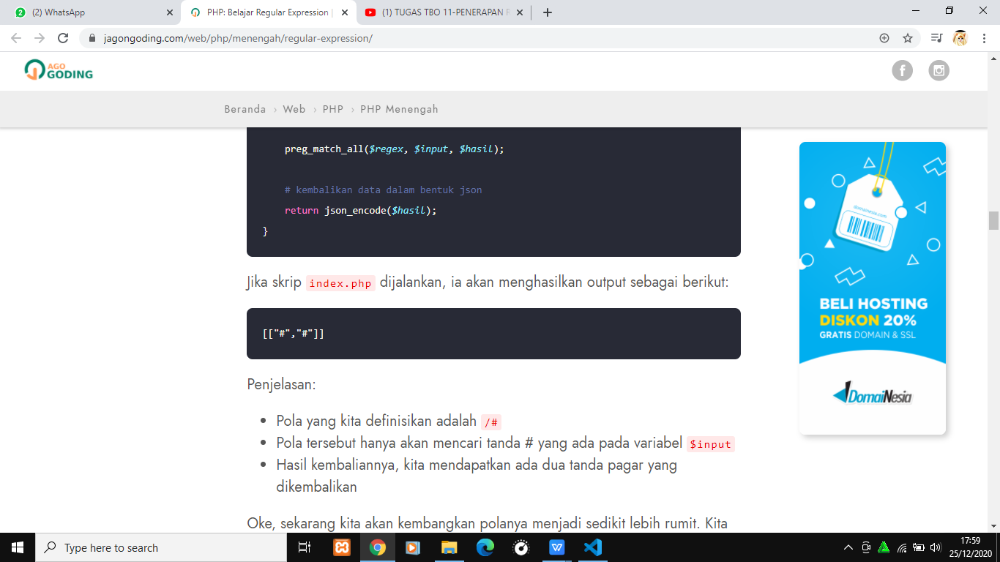 (2) WhatsApp
PHP: Belajar Regular Expression |
(1) TUGAS TBO 11-PENERAPAN R
jagongoding.com/web/php/menengah/regular-expression/
AGO
GODING
Beranda › Web › PHP › PHP Menengah
preg_match_all($regex, $input, $hasil);
# kembalikan data dalam bentuk json
return json_encode($hasil);
}
Jika skrip index.php dijalankan, ia akan menghasilkan output sebagai berikut:
[["#","#"]]
Penjelasan:
• Pola yang kita definisikan adalah /#
• Pola tersebut hanya akan mencari tanda # yang ada pada variabel $input
• Hasil kembaliannya, kita mendapatkan ada dua tanda pagar yang
dikembalikan
Oke, sekarang kita akan kembangkan polanya menjadi sedikit lebih rumit. Kita
domainesia.com
BELI HOSTING
DISKON 20%
GRATIS DOMAIN & SSL
DomaiNesia
Type here to search
17:59
25/12/2020